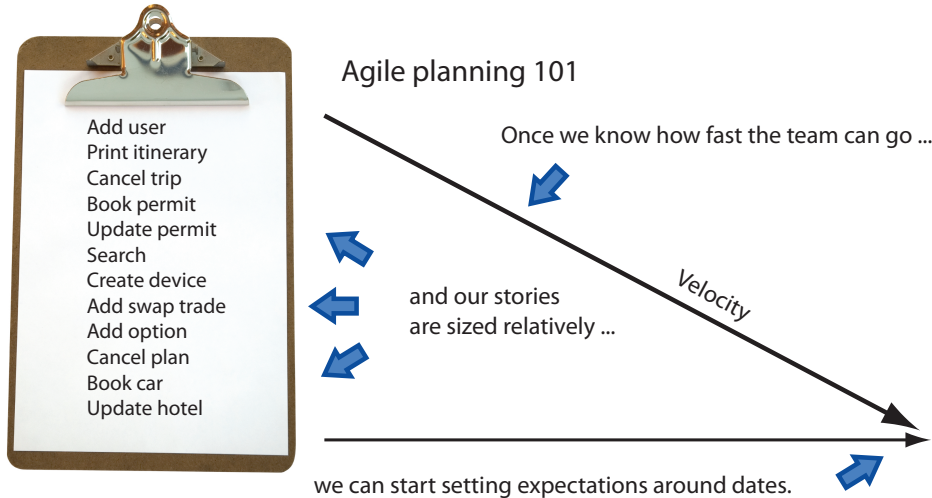 Agile planning 101
Add user
Print itinerary
Cancel trip
Book permit
Update permit
Search
Create device
Add swap trade
Add option
Cancel plan
Book car
Update hotel
Once we know how fast the team can go ...
and our stories
are sized relatively ...
Velocity
we can start setting expectations around dates.